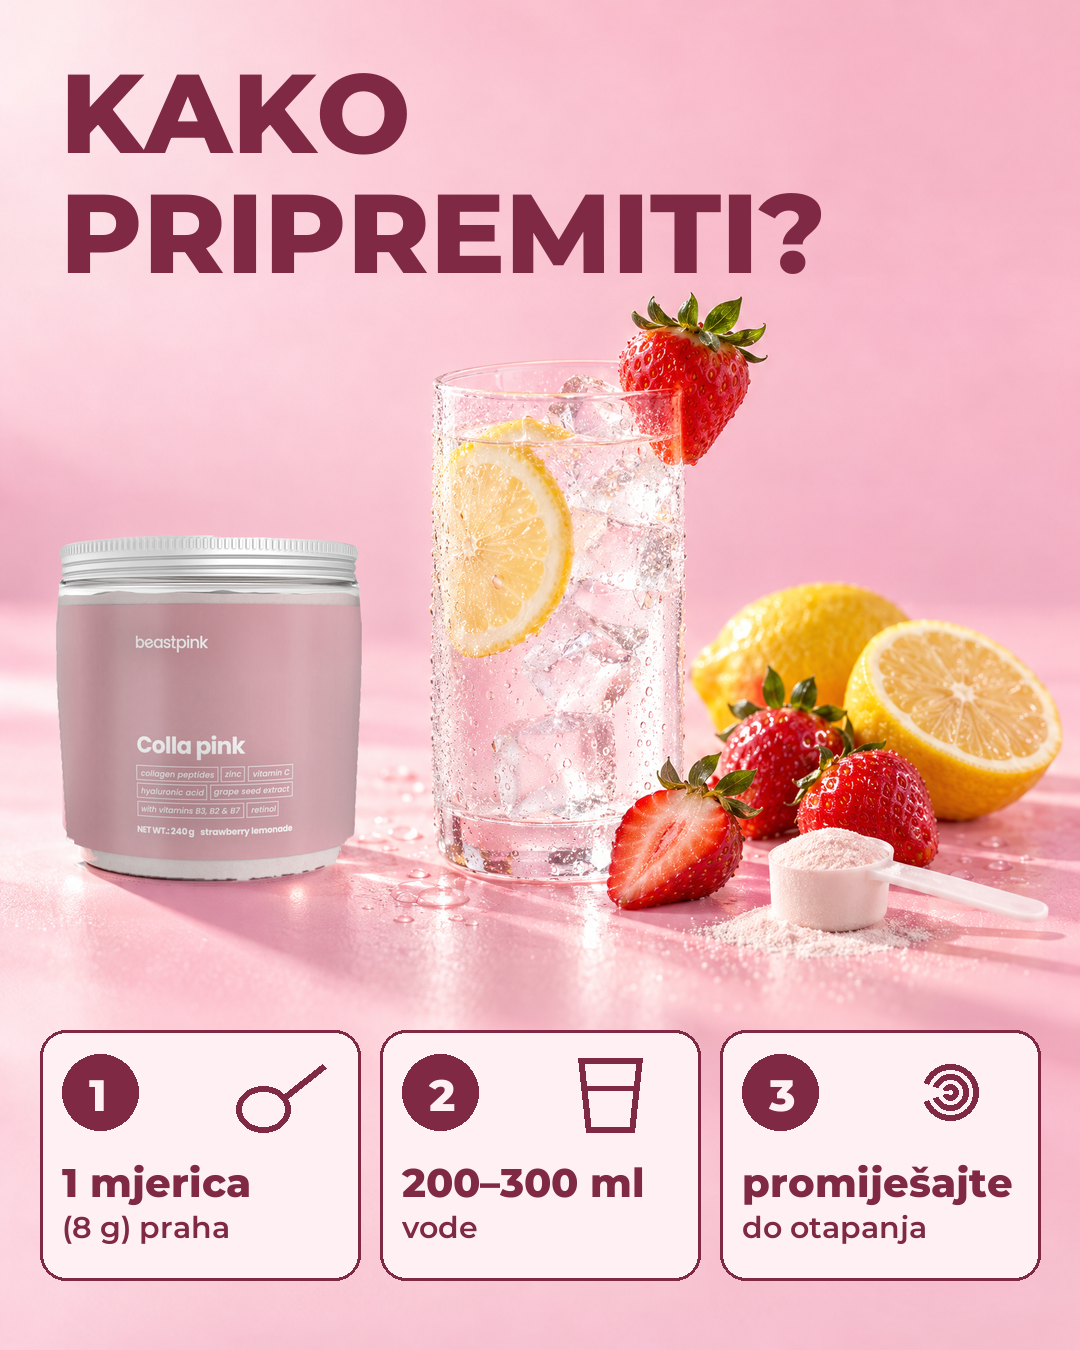 KAKO
PRIPREMITI?
beastpink
Colla pink
collagen peptides zinc vitamin C
hyaluronic acid grape seed extract
with vitamins B3, B2 & B7 retinol
NET WT.: 240 g strawberry lemonade
1
1 mjerica
(8 g) praha
2
200–300 ml
vode
3
promiješajte
do otapanja